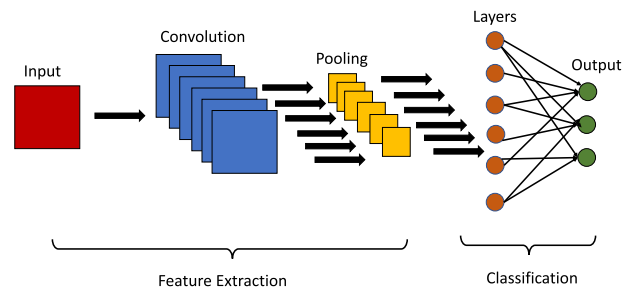 Layers
Convolution
Pooling
Input
Output
Feature Extraction
Classification